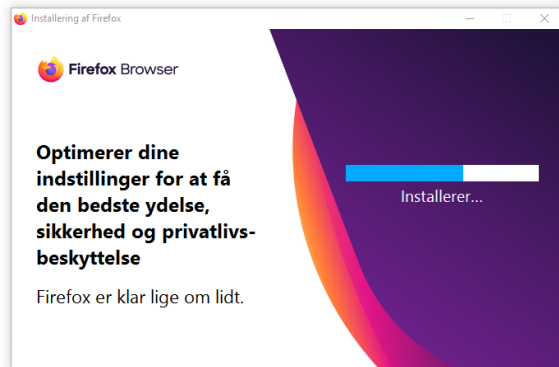 Installering af Firefox
Firefox Browser
Optimerer dine
indstillinger for at få
den bedste ydelse,
sikkerhed og privatlivs-
beskyttelse
Firefox er klar lige om lidt.
Installerer...